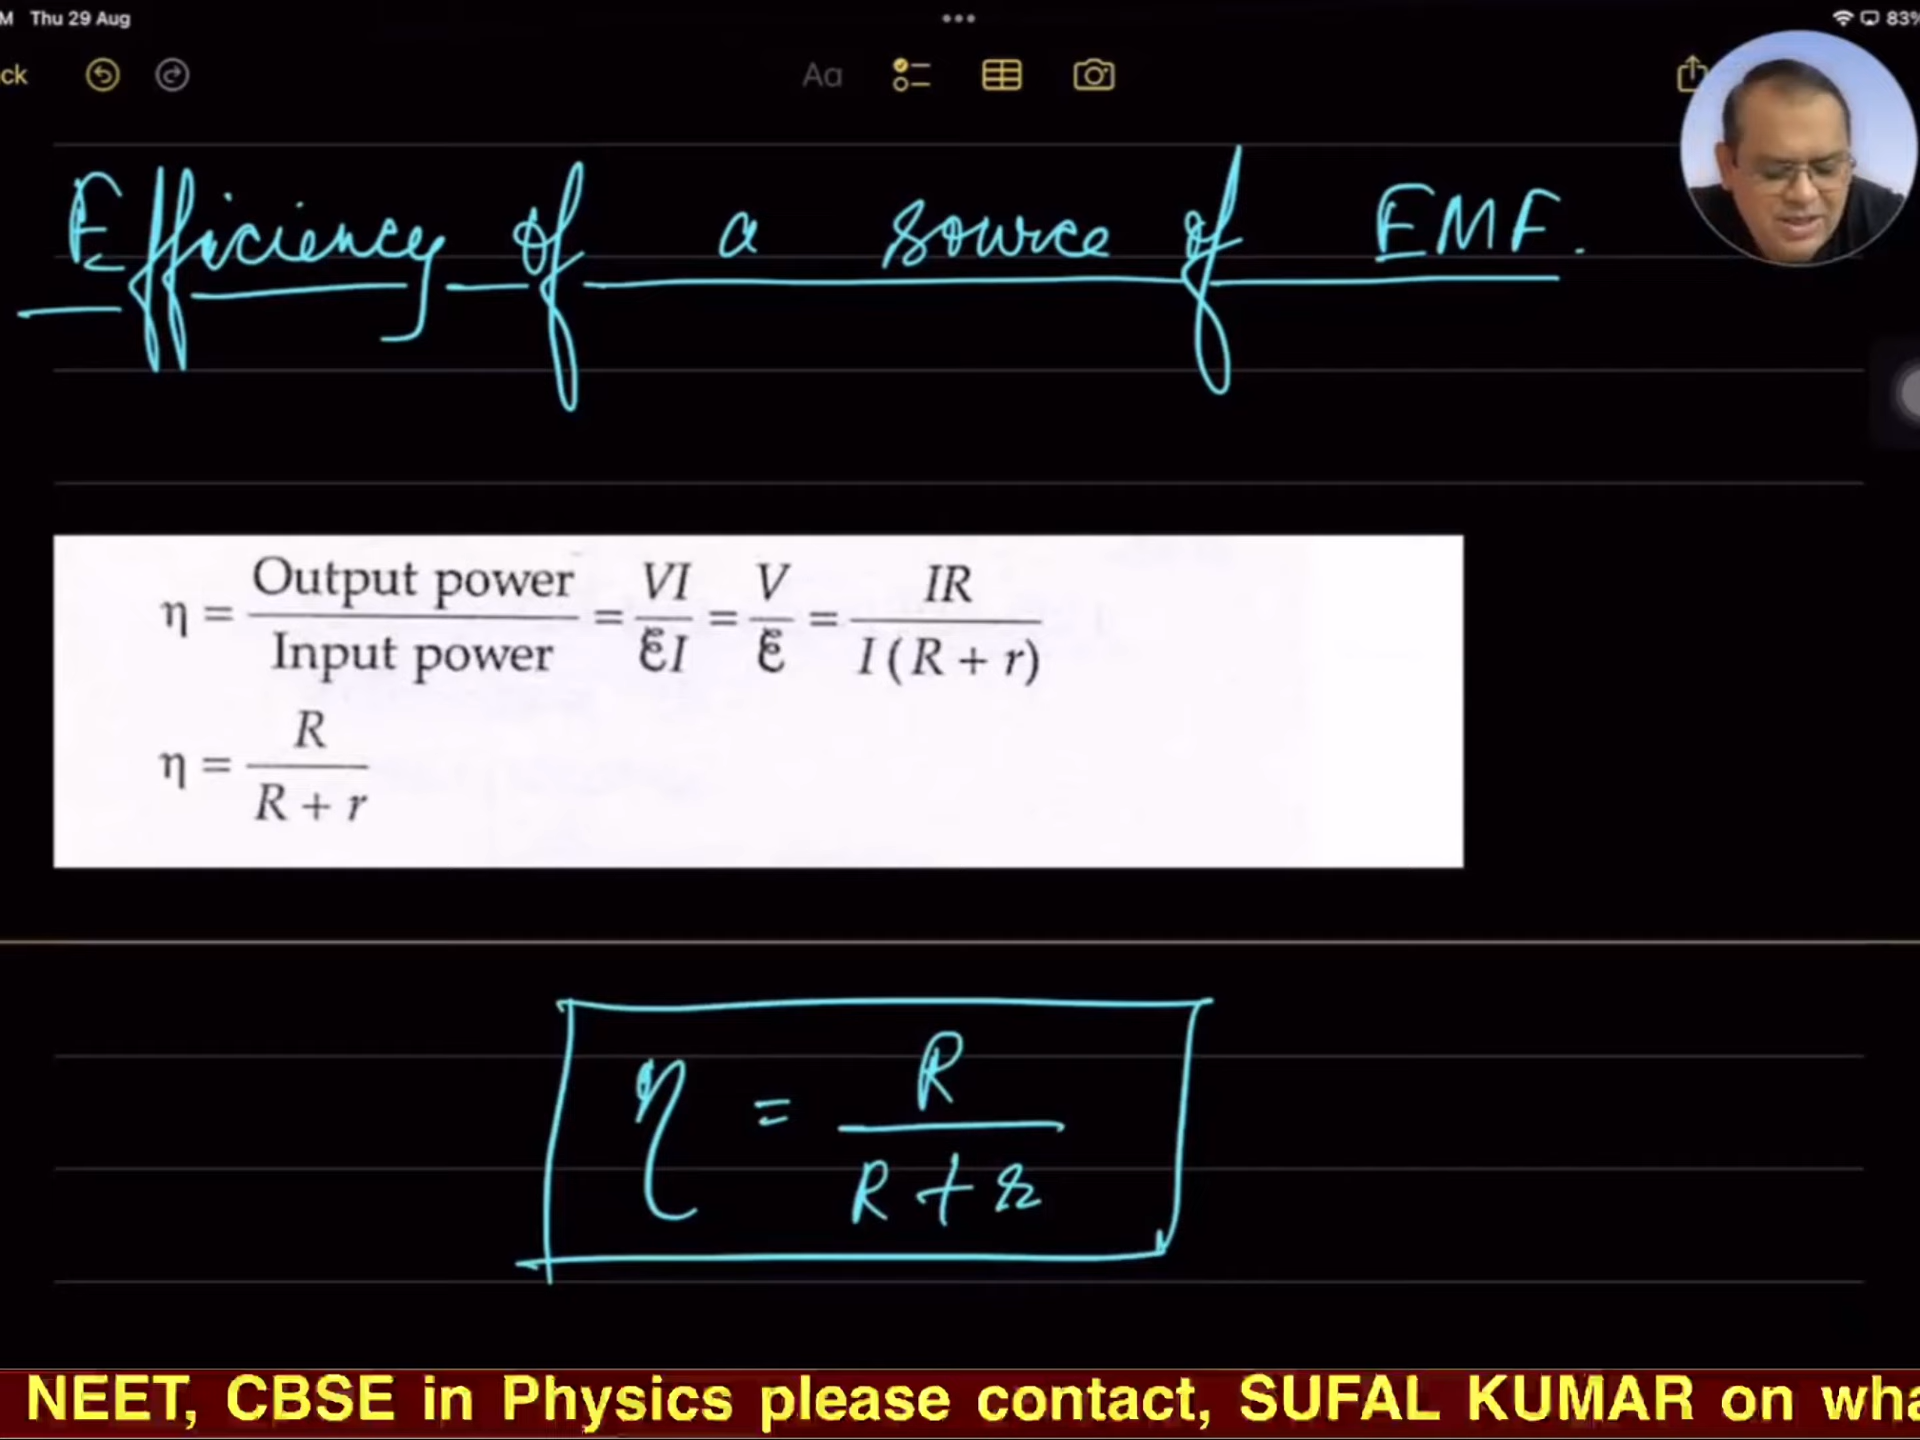 M Thu 29 Aug
83%
ck
Aa
Efficiency of a source of EMF.
η = Output power / Input power = VI / ƐI = V / Ɛ = IR / I (R + r)
η = R / R + r
η = R / R + r
NEET, CBSE in Physics please contact, SUFAL KUMAR on wha